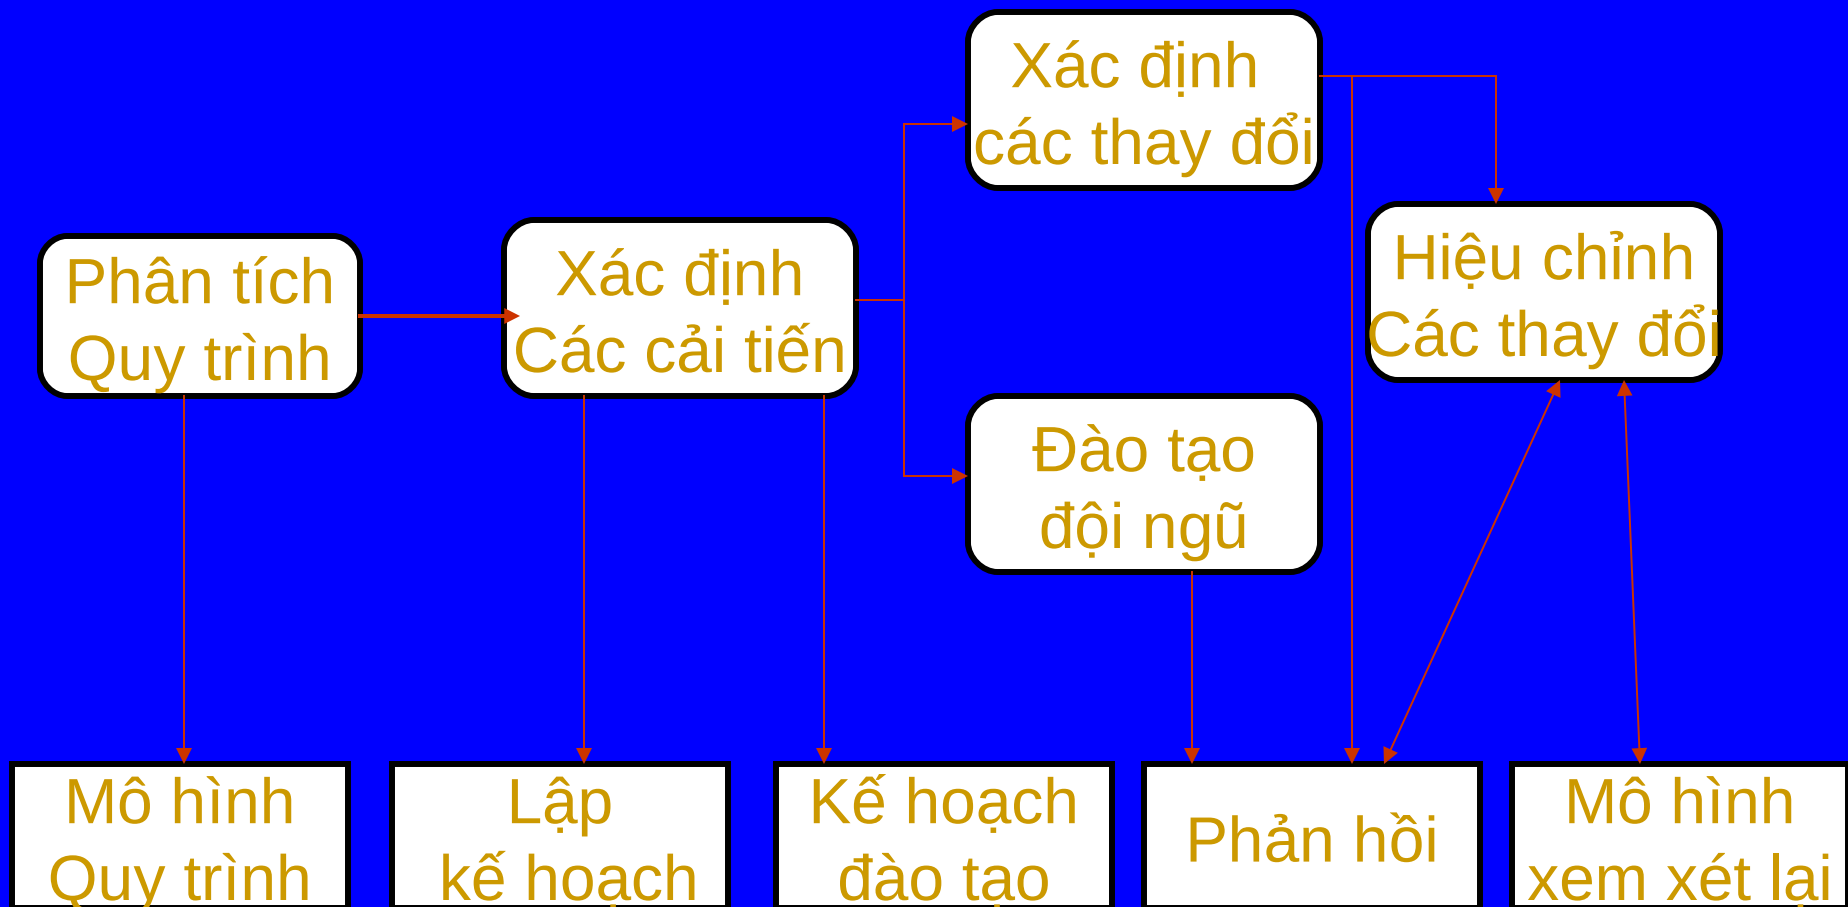 Xác định
các thay đổi
Phân tích
Quy trình
Xác định
Các cải tiến
Hiệu chỉnh
Các thay đổi
Đào tạo
đội ngũ
Mô hình
Quy trình
Lập
kế hoạch
Kế hoạch
đào tạo
Phản hồi
Mô hình
xem xét lại